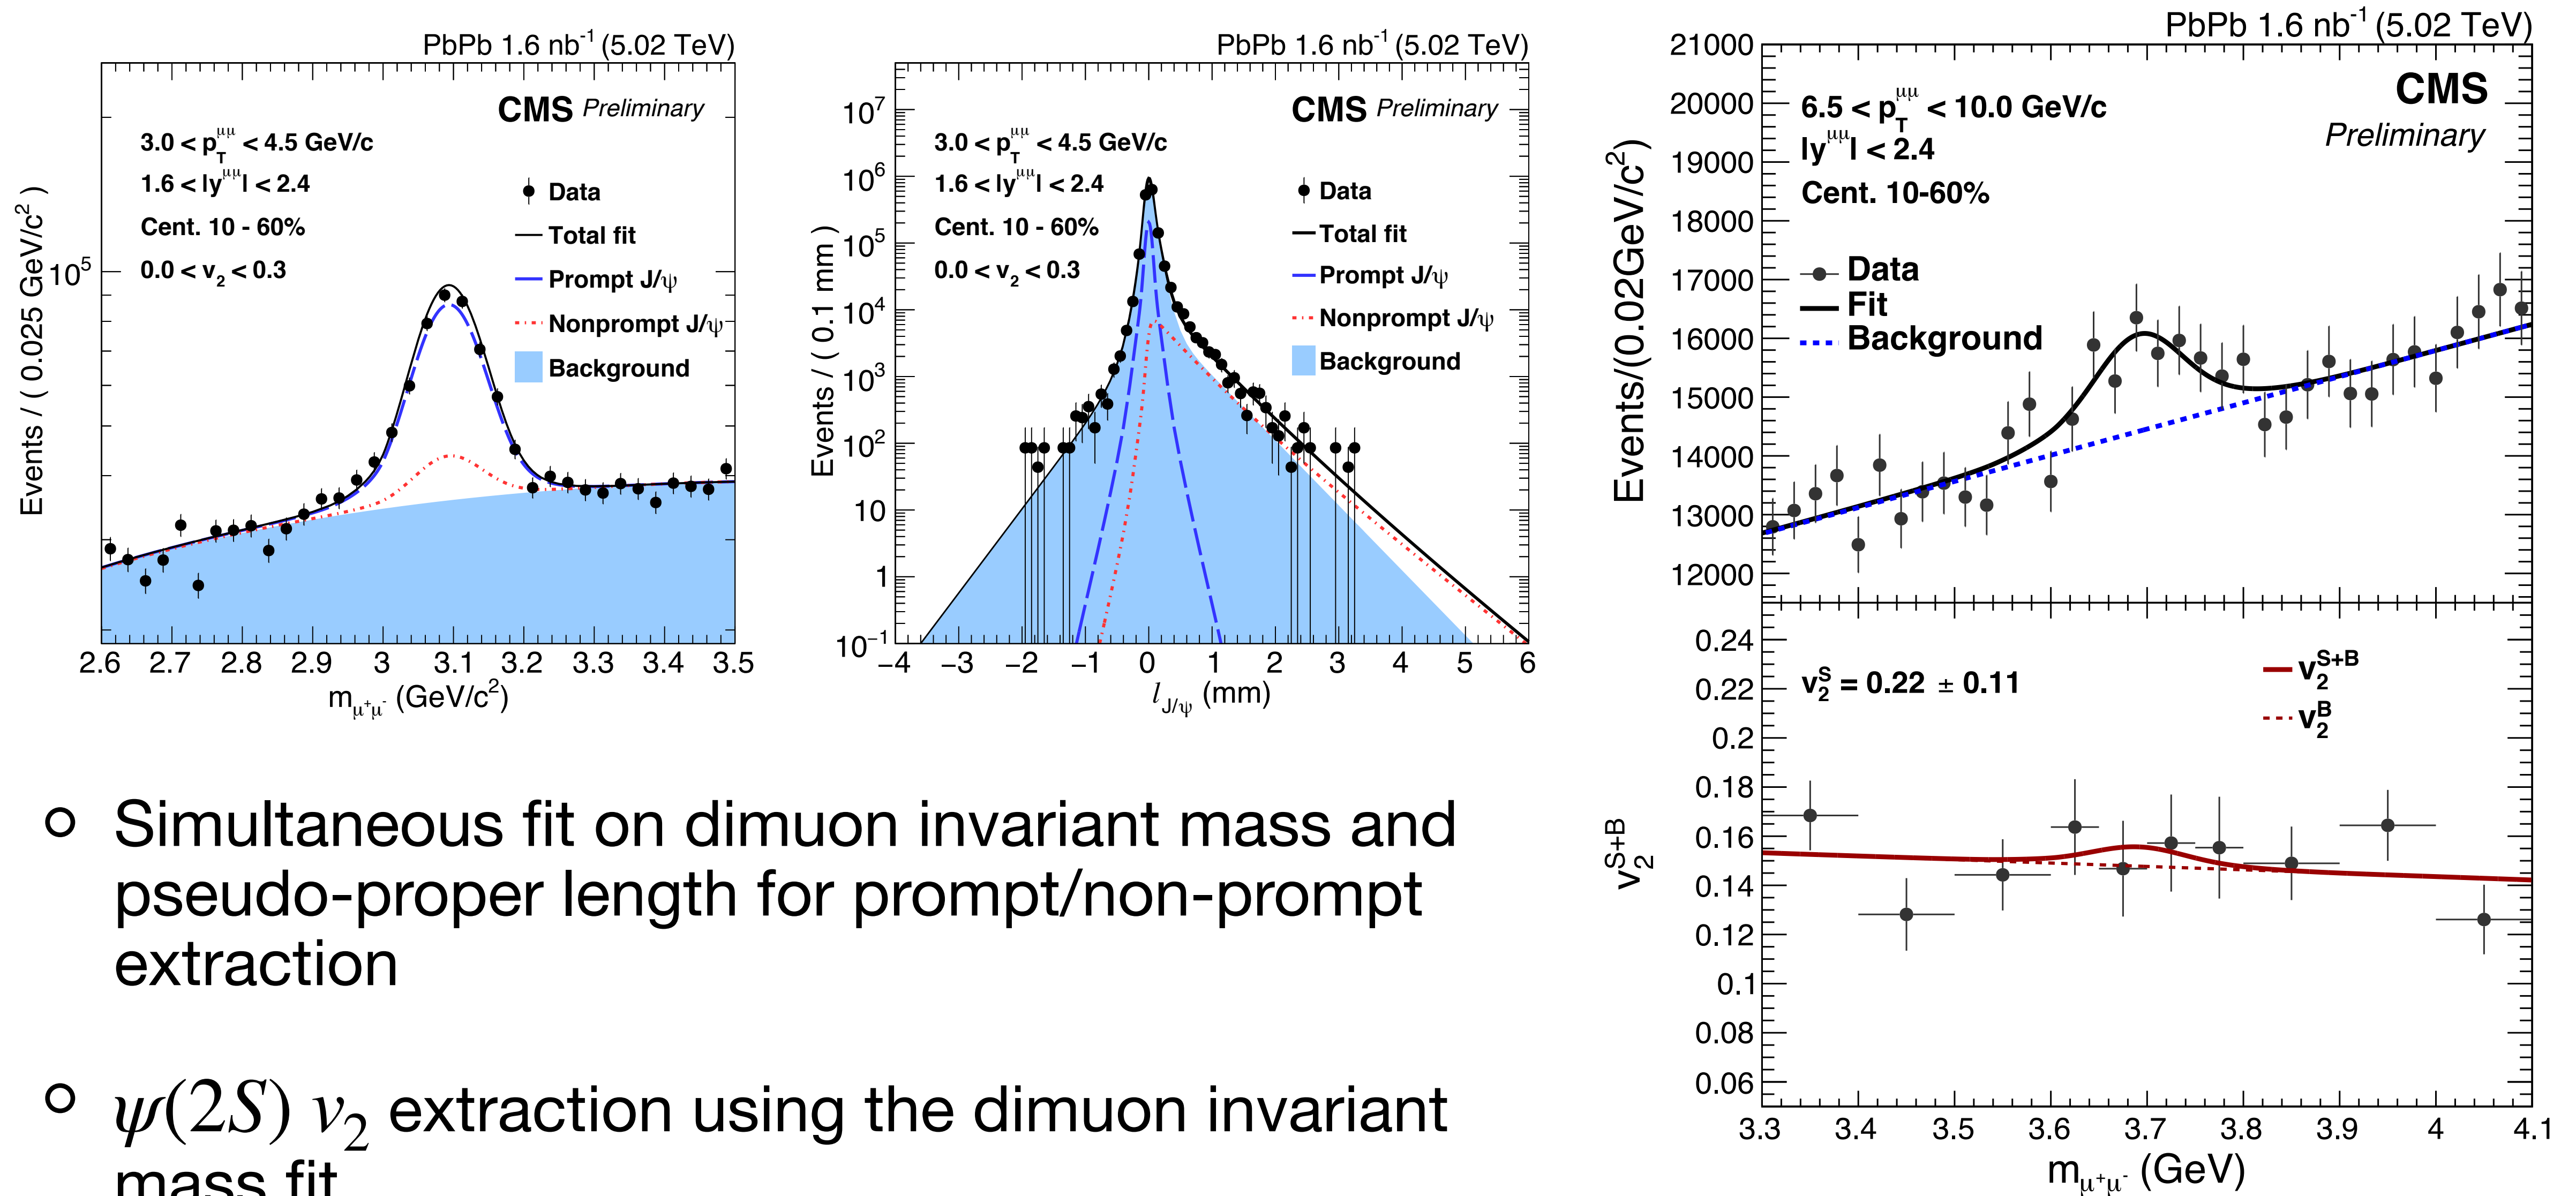 PbPb 1.6 nb⁻¹ (5.02 TeV)
CMS Preliminary
3.0 < p_T^μμ < 4.5 GeV/c
1.6 < |y^μμ| < 2.4
Cent. 10 - 60%
0.0 < v₂ < 0.3
Data
Total fit
Prompt J/ψ
Nonprompt J/ψ
Background
Events / ( 0.025 GeV/c² )
10⁵
2.6 2.7 2.8 2.9 3 3.1 3.2 3.3 3.4 3.5
m_μ⁺μ⁻ (GeV/c²)
PbPb 1.6 nb⁻¹ (5.02 TeV)
CMS Preliminary
3.0 < p_T^μμ < 4.5 GeV/c
1.6 < |y^μμ| < 2.4
Cent. 10 - 60%
0.0 < v₂ < 0.3
Data
Total fit
Prompt J/ψ
Nonprompt J/ψ
Background
Events / ( 0.1 mm )
10⁷
10⁶
10⁵
10⁴
10³
10²
10
1
10⁻¹
−4 −3 −2 −1 0 1 2 3 4 5 6
l_J/ψ (mm)
PbPb 1.6 nb⁻¹ (5.02 TeV)
CMS
Preliminary
6.5 < p_T^μμ < 10.0 GeV/c
|y^μμ| < 2.4
Cent. 10-60%
Data
Fit
Background
Events/(0.02GeV/c²)
21000
20000
19000
18000
17000
16000
15000
14000
13000
12000
v₂^S = 0.22 ± 0.11
v₂^S+B
v₂^B
v₂^S+B
0.24
0.22
0.2
0.18
0.16
0.14
0.12
0.1
0.08
0.06
3.3 3.4 3.5 3.6 3.7 3.8 3.9 4 4.1
m_μ⁺μ⁻ (GeV)
○ Simultaneous fit on dimuon invariant mass and
pseudo-proper length for prompt/non-prompt
extraction
○ ψ(2S) v₂ extraction using the dimuon invariant
mass fit